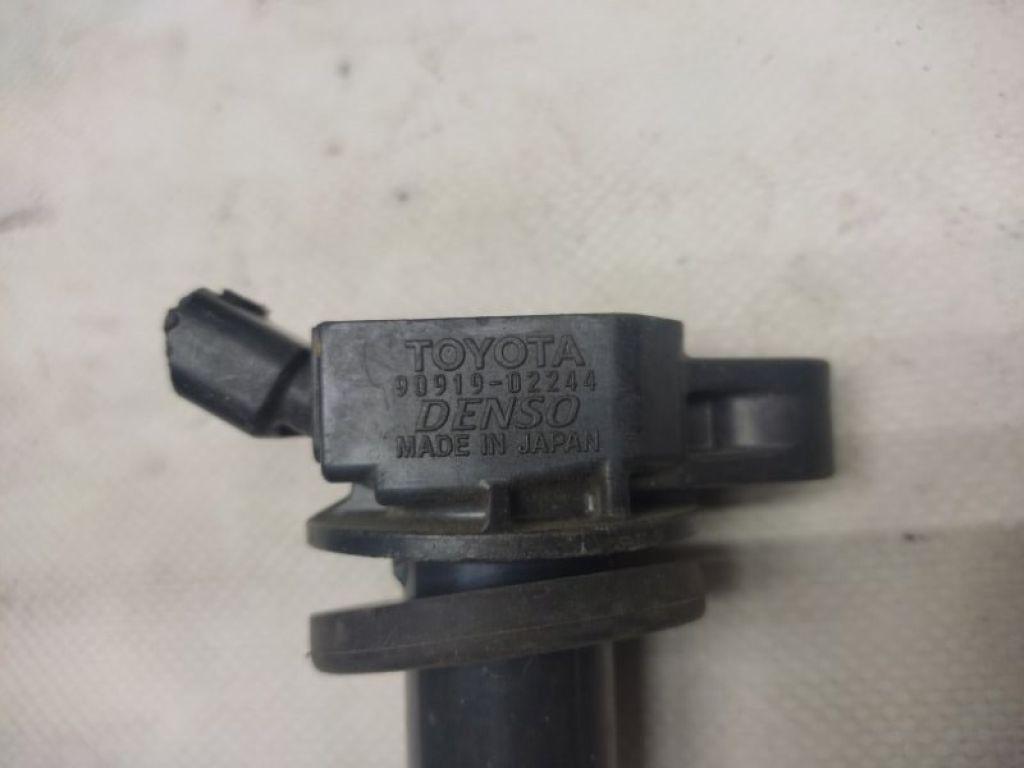 TOYOTA
90919-02244
DENSO
MADE IN JAPAN